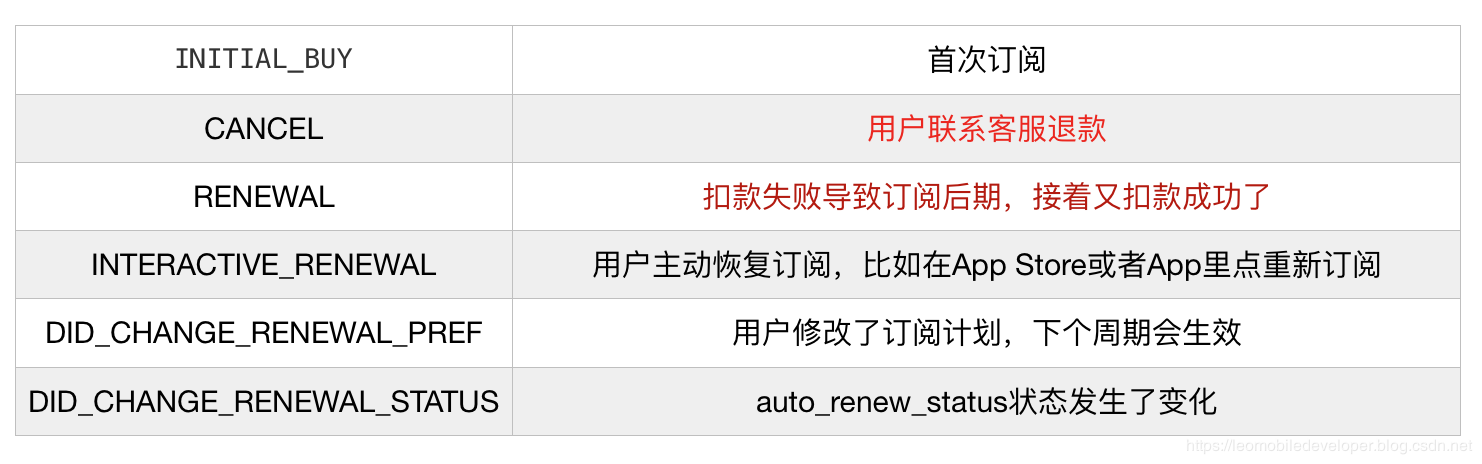 INITIAL_BUY 首次订阅
CANCEL 用户联系客服退款
RENEWAL 扣款失败导致订阅后期，接着又扣款成功了
INTERACTIVE_RENEWAL 用户主动恢复订阅，比如在App Store或者App里点重新订阅
DID_CHANGE_RENEWAL_PREF 用户修改了订阅计划，下个周期会生效
DID_CHANGE_RENEWAL_STATUS auto_renew_status状态发生了变化
https://leomobiledeveloper.blog.csdn.net